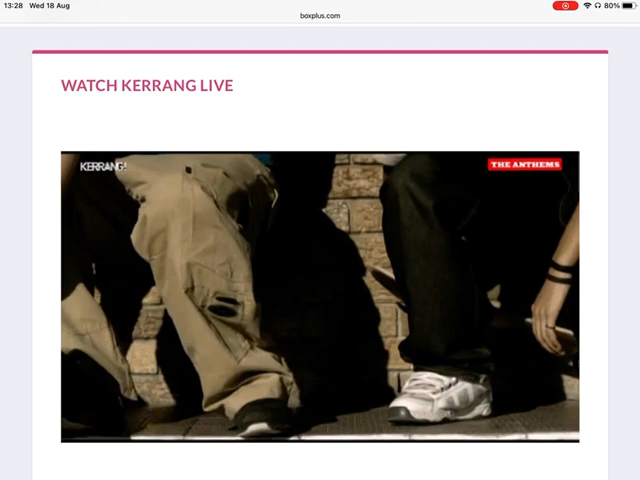 13:28 Wed 18 Aug
80%
boxplus.com
WATCH KERRANG LIVE
KERRANG!
THE ANTHEMS